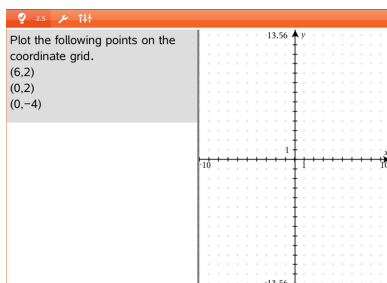 2.5
Plot the following points on the
coordinate grid.
(6,2)
(0,2)
(0,−4)
13.56 y
1
x
-10 1 10
-13.56